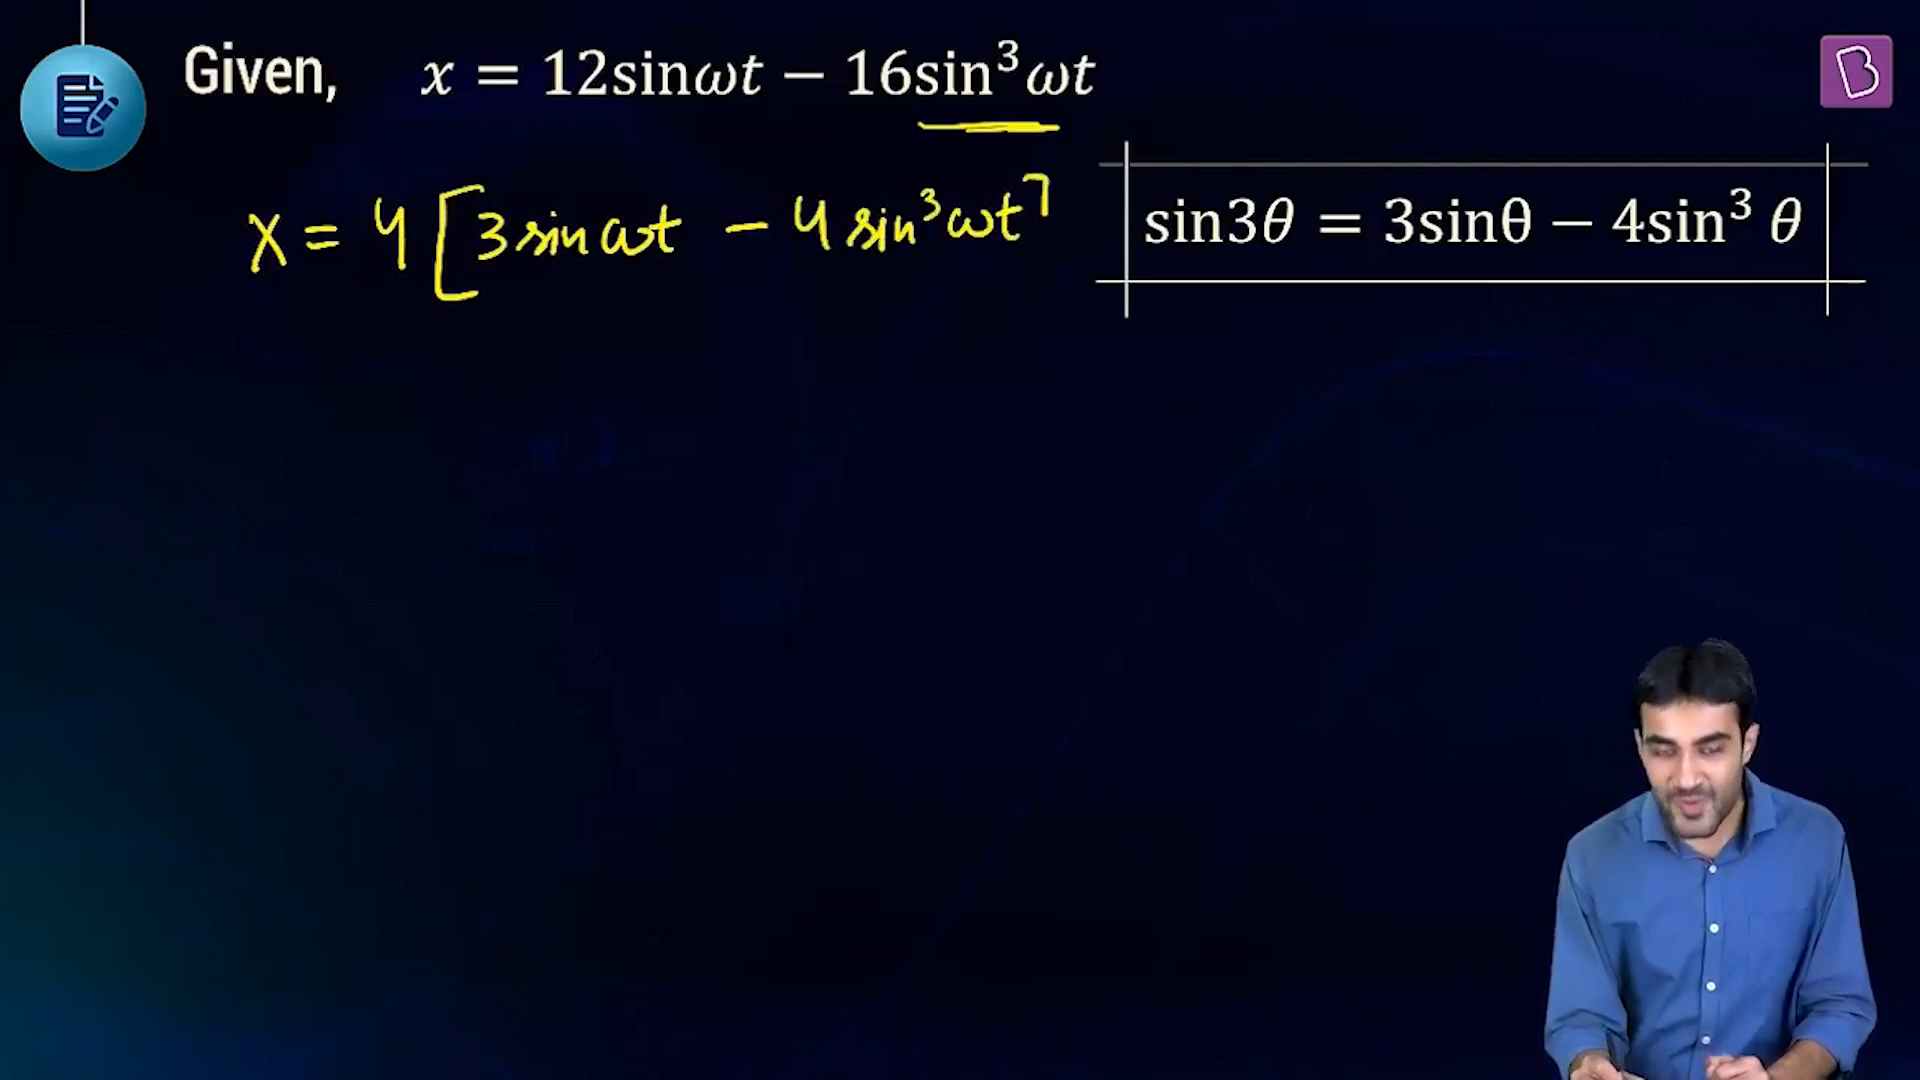 Given, x = 12sinωt − 16sin³ωt
x = 4 [3 sin ωt − 4 sin³ωt]
sin3θ = 3sinθ − 4sin³ θ